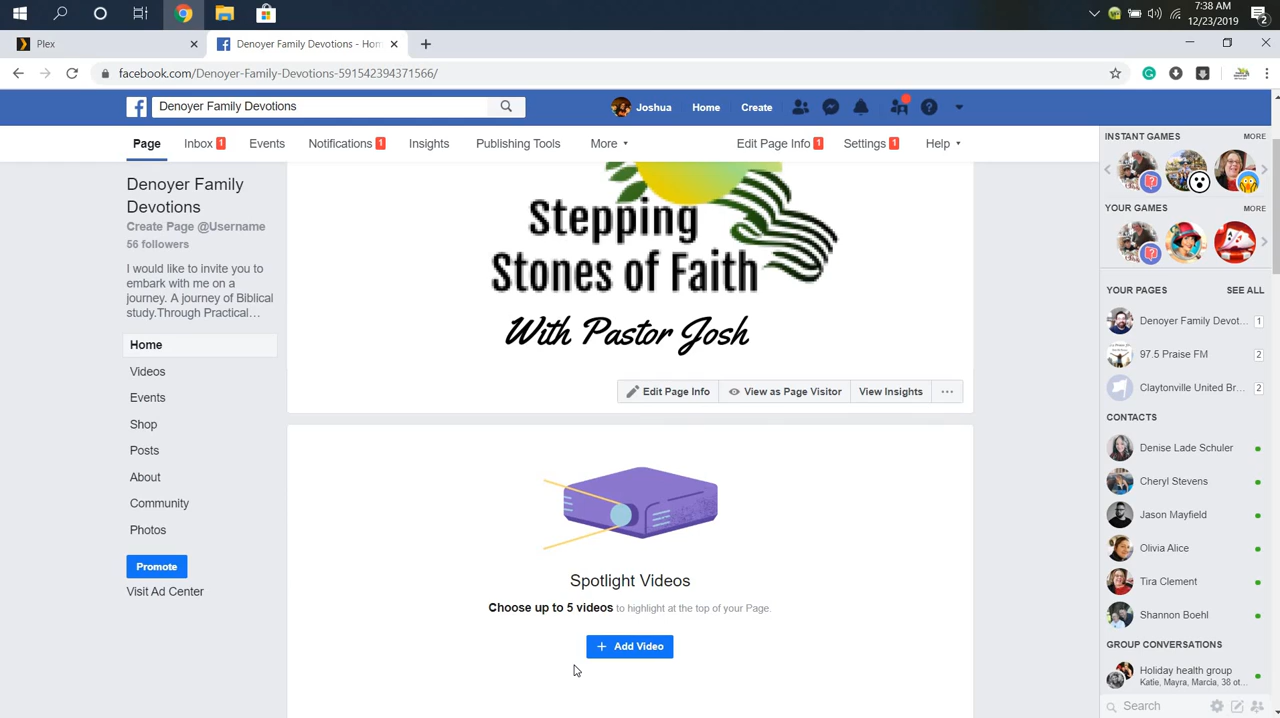 7:38 AM
12/23/2019
2
Plex
Denoyer Family Devotions - Hom
facebook.com/Denoyer-Family-Devotions-591542394371566/
Denoyer Family Devotions
Joshua
Home
Create
Page
Inbox 1
Events
Notifications 1
Insights
Publishing Tools
More
Edit Page Info 1
Settings 1
Help
Denoyer Family
Devotions
Create Page @Username
56 followers
I would like to invite you to
embark with me on a
journey. A journey of Biblical
study.Through Practical…
Home
Videos
Events
Shop
Posts
About
Community
Photos
Promote
Visit Ad Center
Stepping
Stones of Faith
With Pastor Josh
Edit Page Info
View as Page Visitor
View Insights
Spotlight Videos
Choose up to 5 videos to highlight at the top of your Page.
+ Add Video
INSTANT GAMES
MORE
YOUR GAMES
MORE
YOUR PAGES
SEE ALL
Denoyer Family Devot... 1
97.5 Praise FM 2
Claytonville United Br... 2
CONTACTS
Denise Lade Schuler
Cheryl Stevens
Jason Mayfield
Olivia Alice
Tira Clement
Shannon Boehl
GROUP CONVERSATIONS
Holiday health group
Katie, Mayra, Marcia, 38 ot...
Search